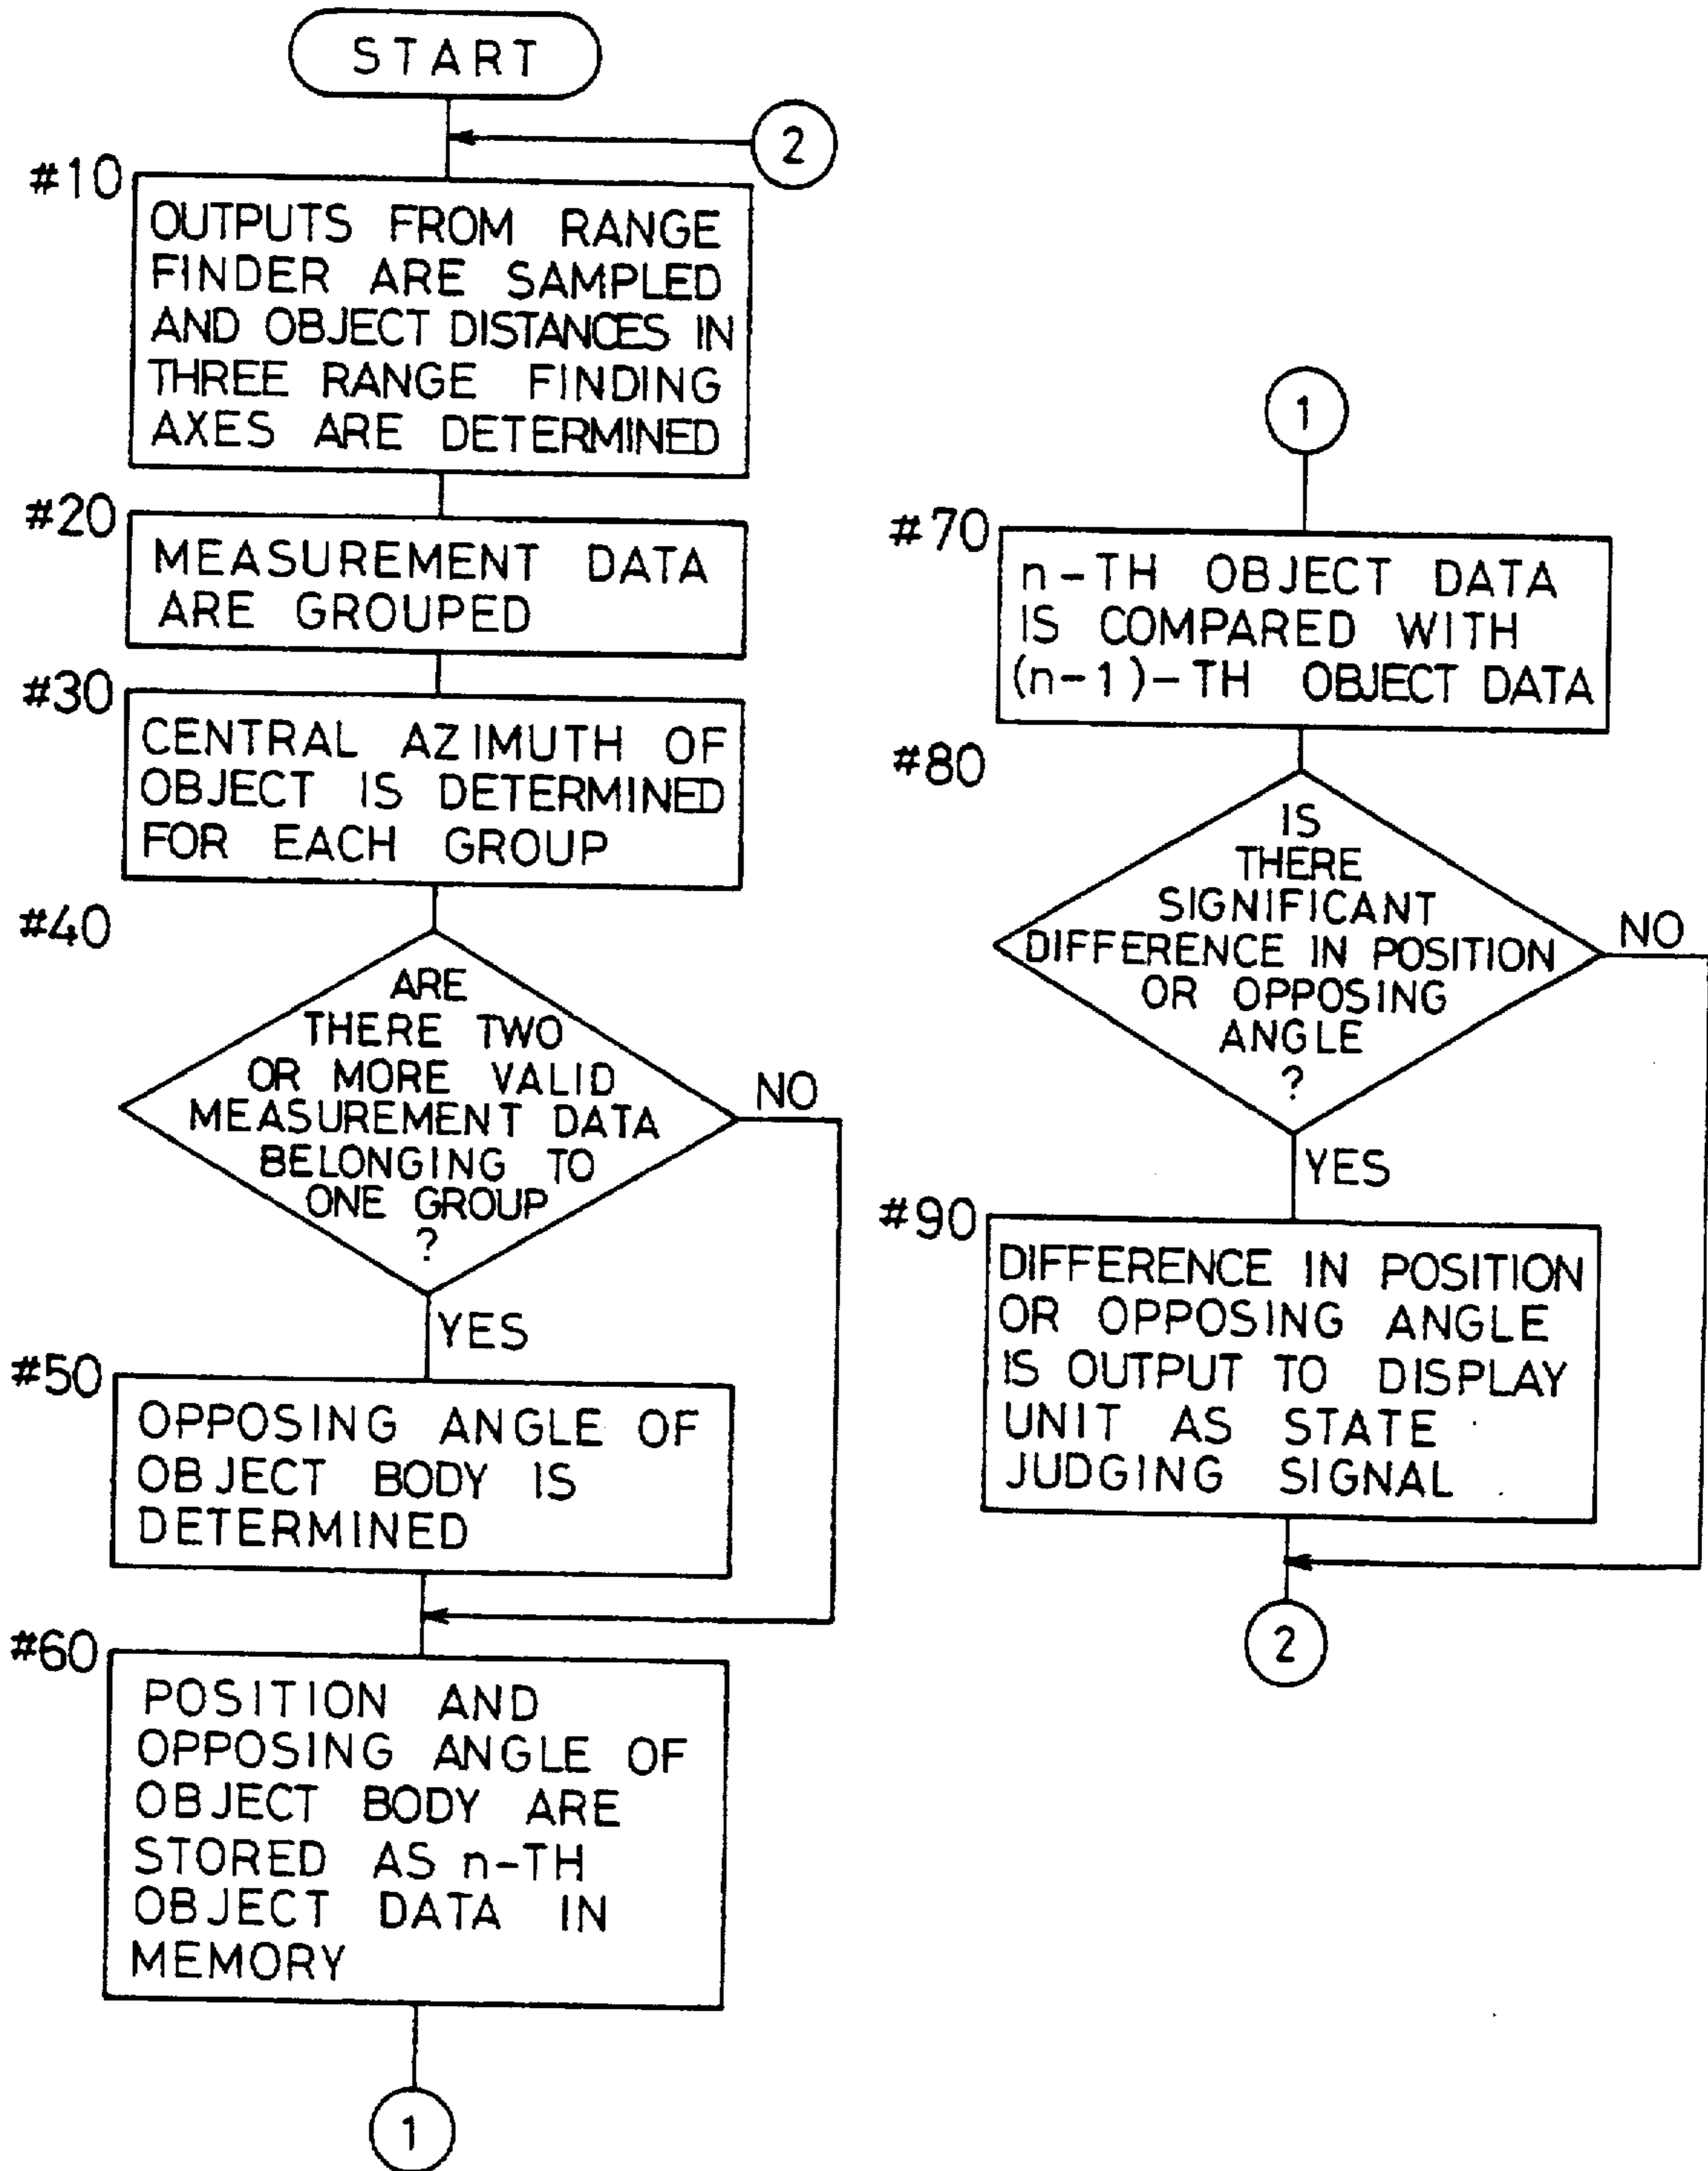 START
2
#10
OUTPUTS FROM RANGE
FINDER ARE SAMPLED
AND OBJECT DISTANCES IN
THREE RANGE FINDING
AXES ARE DETERMINED
#20
MEASUREMENT DATA
ARE GROUPED
#30
CENTRAL AZIMUTH OF
OBJECT IS DETERMINED
FOR EACH GROUP
#40
ARE
THERE TWO
OR MORE VALID
MEASUREMENT DATA
BELONGING TO
ONE GROUP
?
NO
YES
#50
OPPOSING ANGLE OF
OBJECT BODY IS
DETERMINED
#60
POSITION AND
OPPOSING ANGLE OF
OBJECT BODY ARE
STORED AS n-TH
OBJECT DATA IN
MEMORY
1
1
#70
n-TH OBJECT DATA
IS COMPARED WITH
(n-1)-TH OBJECT DATA
#80
IS
THERE
SIGNIFICANT
DIFFERENCE IN POSITION
OR OPPOSING
ANGLE
?
NO
YES
#90
DIFFERENCE IN POSITION
OR OPPOSING ANGLE
IS OUTPUT TO DISPLAY
UNIT AS STATE
JUDGING SIGNAL
2